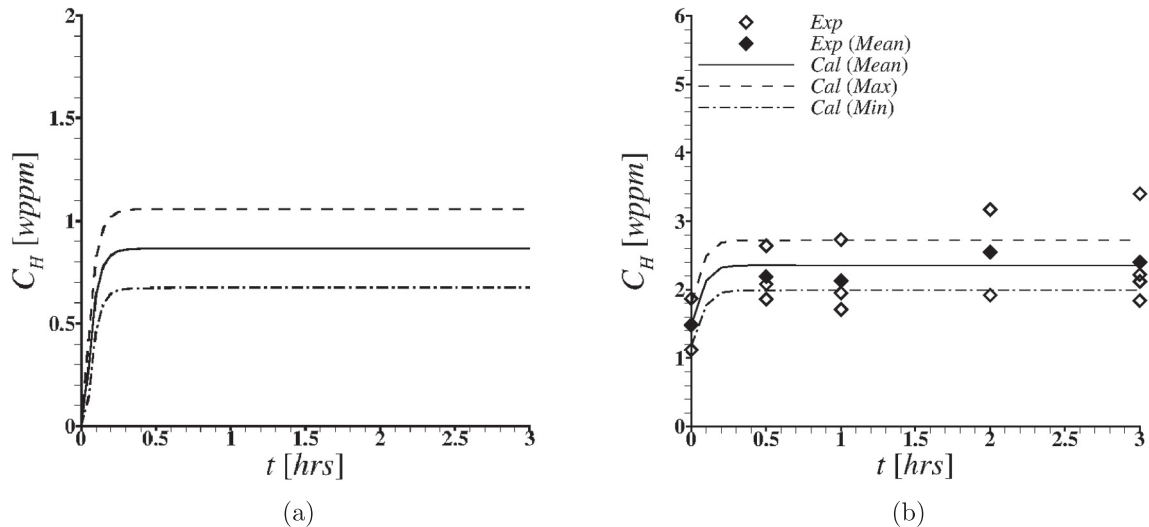 2
1.5
1
0.5
0
C_H [wppm]
0 0.5 1 1.5 2 2.5 3
t [hrs]
(a)
6
5
4
3
2
1
0
C_H [wppm]
Exp
Exp (Mean)
Cal (Mean)
Cal (Max)
Cal (Min)
0 0.5 1 1.5 2 2.5 3
t [hrs]
(b)